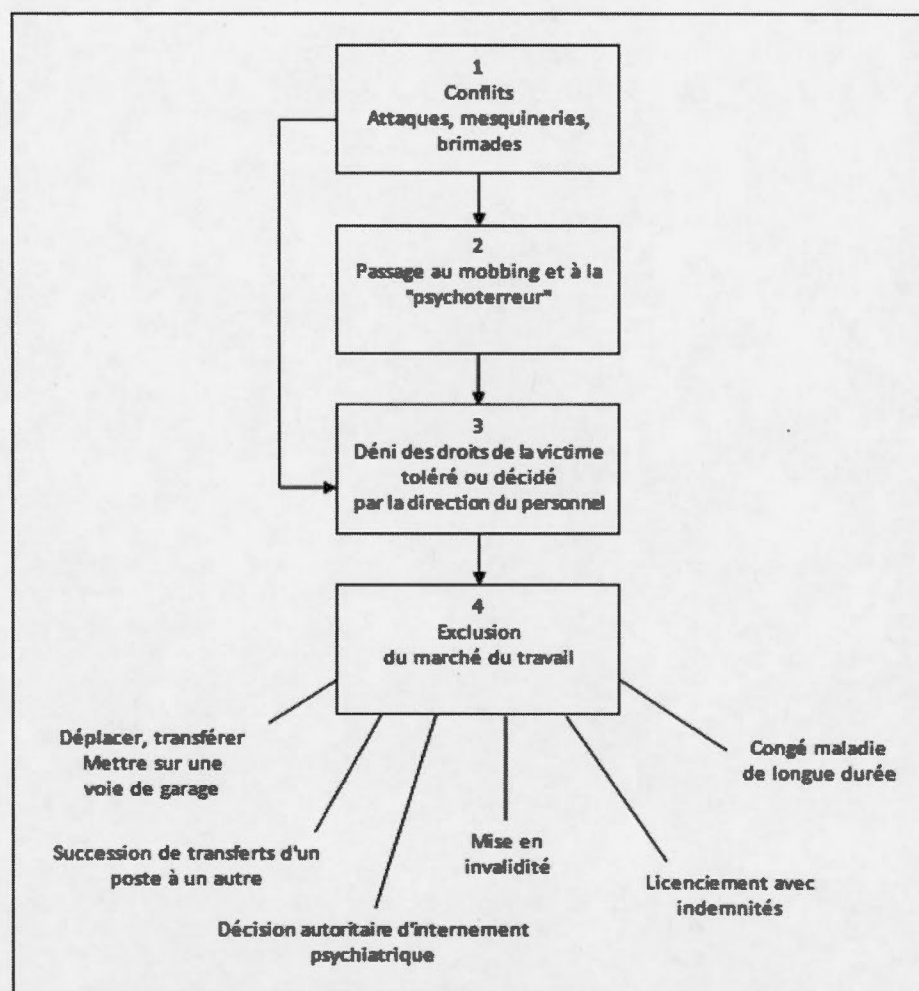 1
Conflits
Attaques, mesquineries,
brimades
2
Passage au mobbing et à la
"psychoterreur"
3
Déni des droits de la victime
toléré ou décidé
par la direction du personnel
4
Exclusion
du marché du travail
Déplacer, transférer
Mettre sur une
voie de garage
Succession de transferts d'un
poste à un autre
Décision autoritaire d'internement
psychiatrique
Mise en
invalidité
Licenciement avec
indemnités
Congé maladie
de longue durée